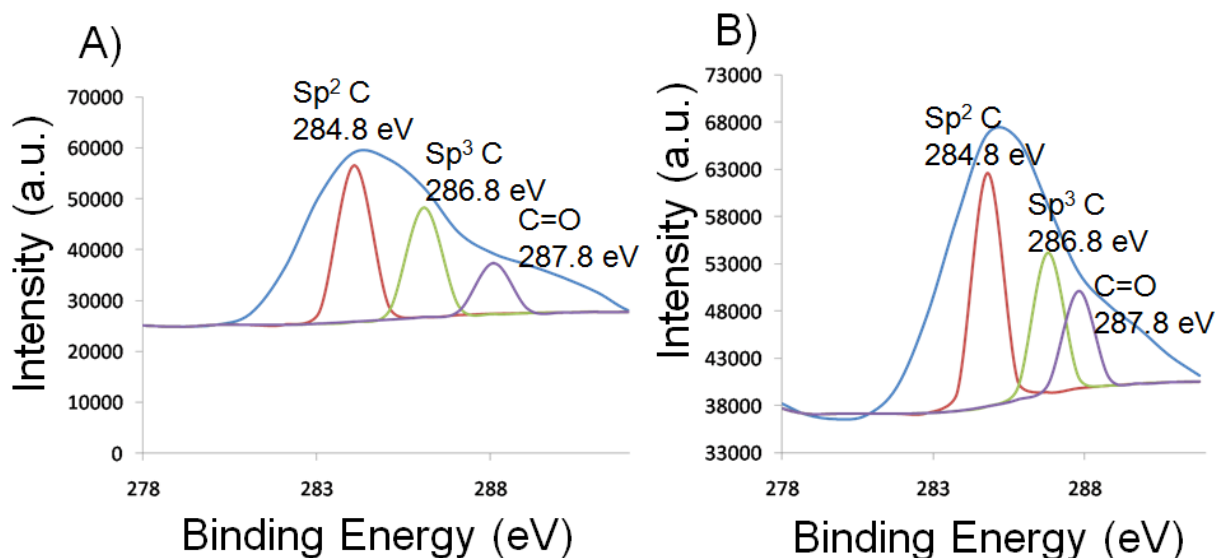 A)
Sp² C
284.8 eV
Sp³ C
286.8 eV
C=O
287.8 eV
Intensity (a.u.)
70000
60000
50000
40000
30000
20000
10000
0
278
283
288
Binding Energy (eV)
B)
Sp² C
284.8 eV
Sp³ C
286.8 eV
C=O
287.8 eV
Intensity (a.u.)
73000
68000
63000
58000
53000
48000
43000
38000
33000
278
283
288
Binding Energy (eV)